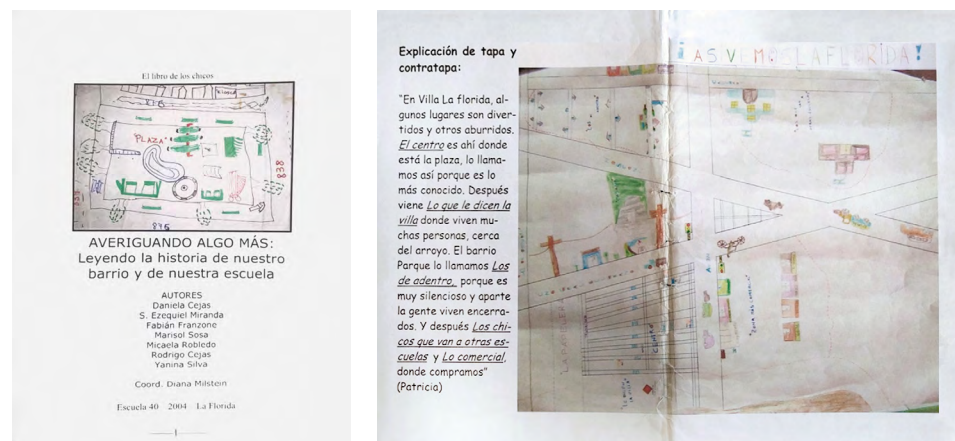 El libro de los chicos
"PLAZA"
838
845
AVERIGUANDO ALGO MÁS:
Leyendo la historia de nuestro
barrio y de nuestra escuela
AUTORES
Daniela Cejas
S. Ezequiel Miranda
Fabián Franzone
Marisol Sosa
Micaela Robledo
Rodrigo Cejas
Yanina Silva
Coord. Diana Milstein
Escuela 40 2004 La Florida
Explicación de tapa y
contratapa:
"En Villa La florida, al-
gunos lugares son diver-
tidos y otros aburridos.
El centro es ahí donde
está la plaza, lo llama-
mos así porque es lo
más conocido. Después
viene Lo que le dicen la
villa donde viven mu-
chas personas, cerca
del arroyo. El barrio
Parque lo llamamos Los
de adentro, porque es
muy silencioso y aparte
la gente viven encerra-
dos. Y después Los chi-
cos que van a otras es-
cuelas y Lo comercial,
donde compramos"
(Patricia)
¡ASI VEMOS LA FLORIDA!